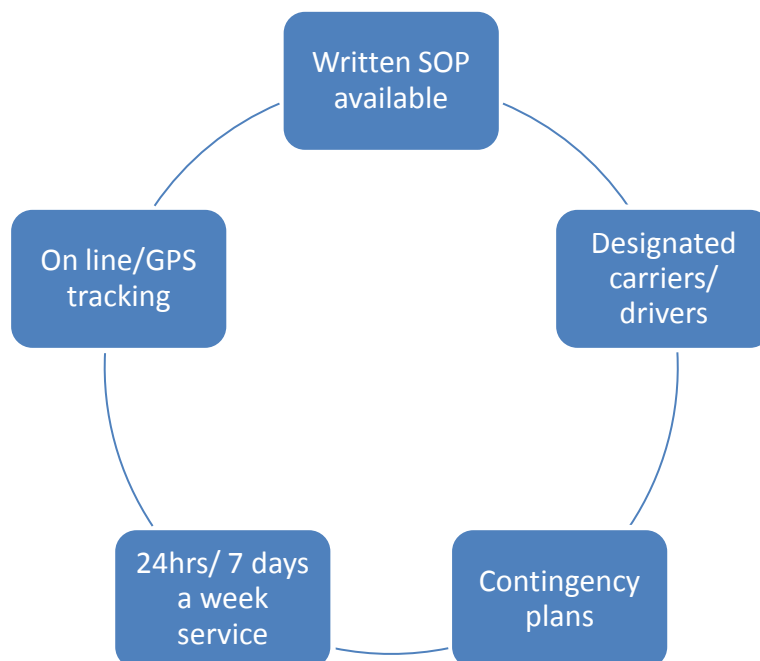 Written SOP
available
Designated
carriers/
drivers
Contingency
plans
24hrs/ 7 days
a week
service
On line/GPS
tracking